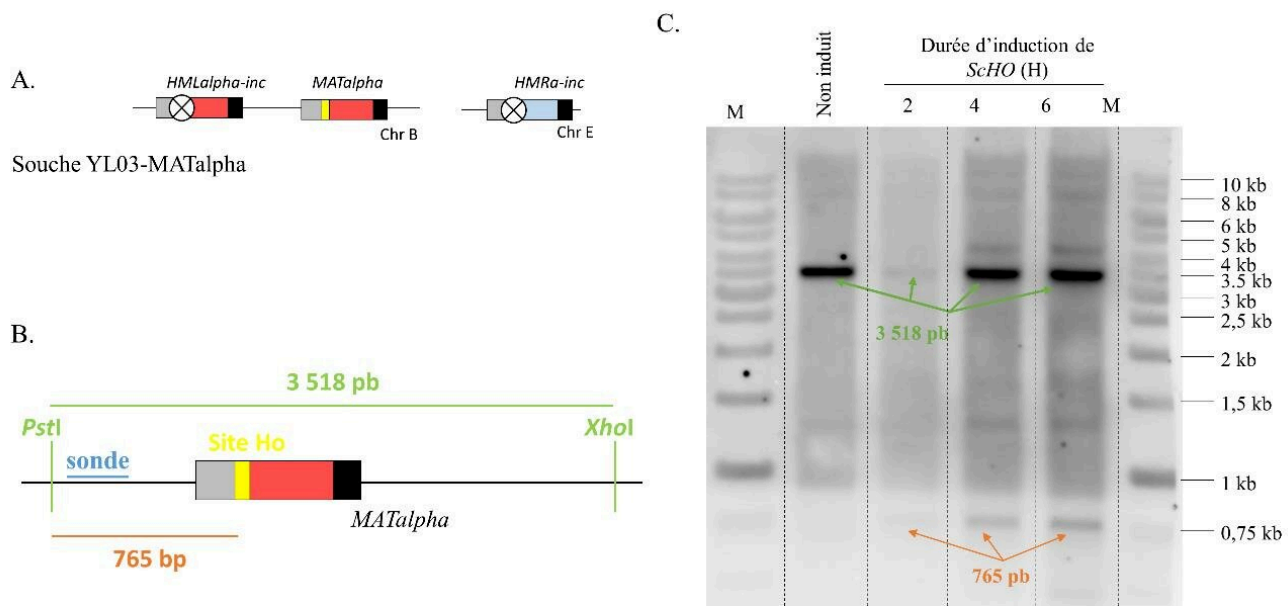 A.
HMLalpha-inc MATalpha HMRa-inc
Chr B Chr E
Souche YL03-MATalpha
B.
3 518 pb
PstI XhoI
Site Ho
sonde
MATalpha
765 bp
C.
Durée d'induction de
ScHO (H)
M Non induit 2 4 6 M
10 kb
8 kb
6 kb
5 kb
4 kb
3.5 kb
3 kb
2,5 kb
2 kb
1,5 kb
1 kb
0,75 kb
3 518 pb
765 pb